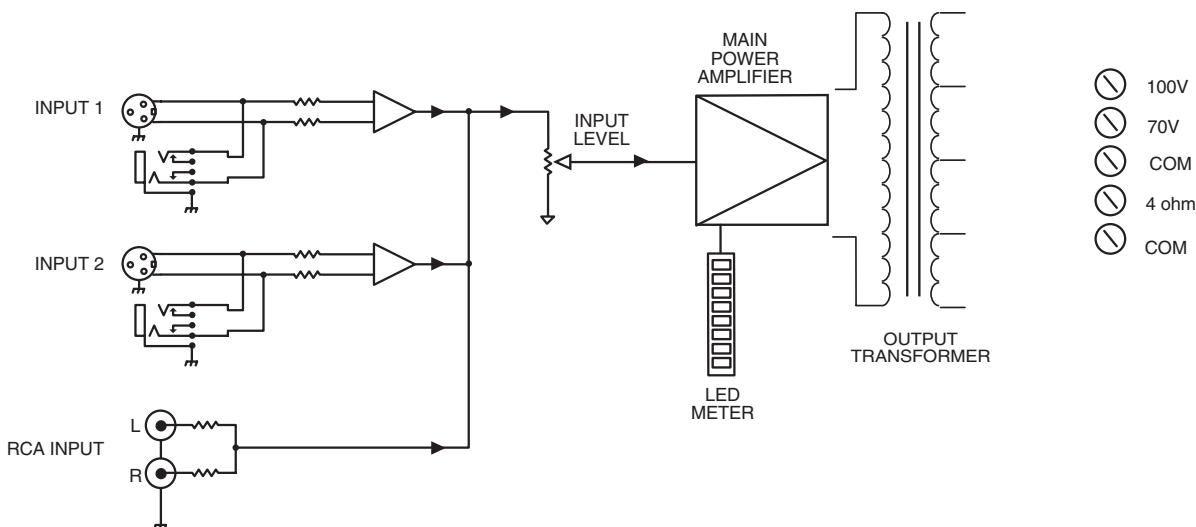 INPUT 1
INPUT 2
RCA INPUT
L
R
INPUT
LEVEL
MAIN
POWER
AMPLIFIER
LED
METER
OUTPUT
TRANSFORMER
100V
70V
COM
4 ohm
COM